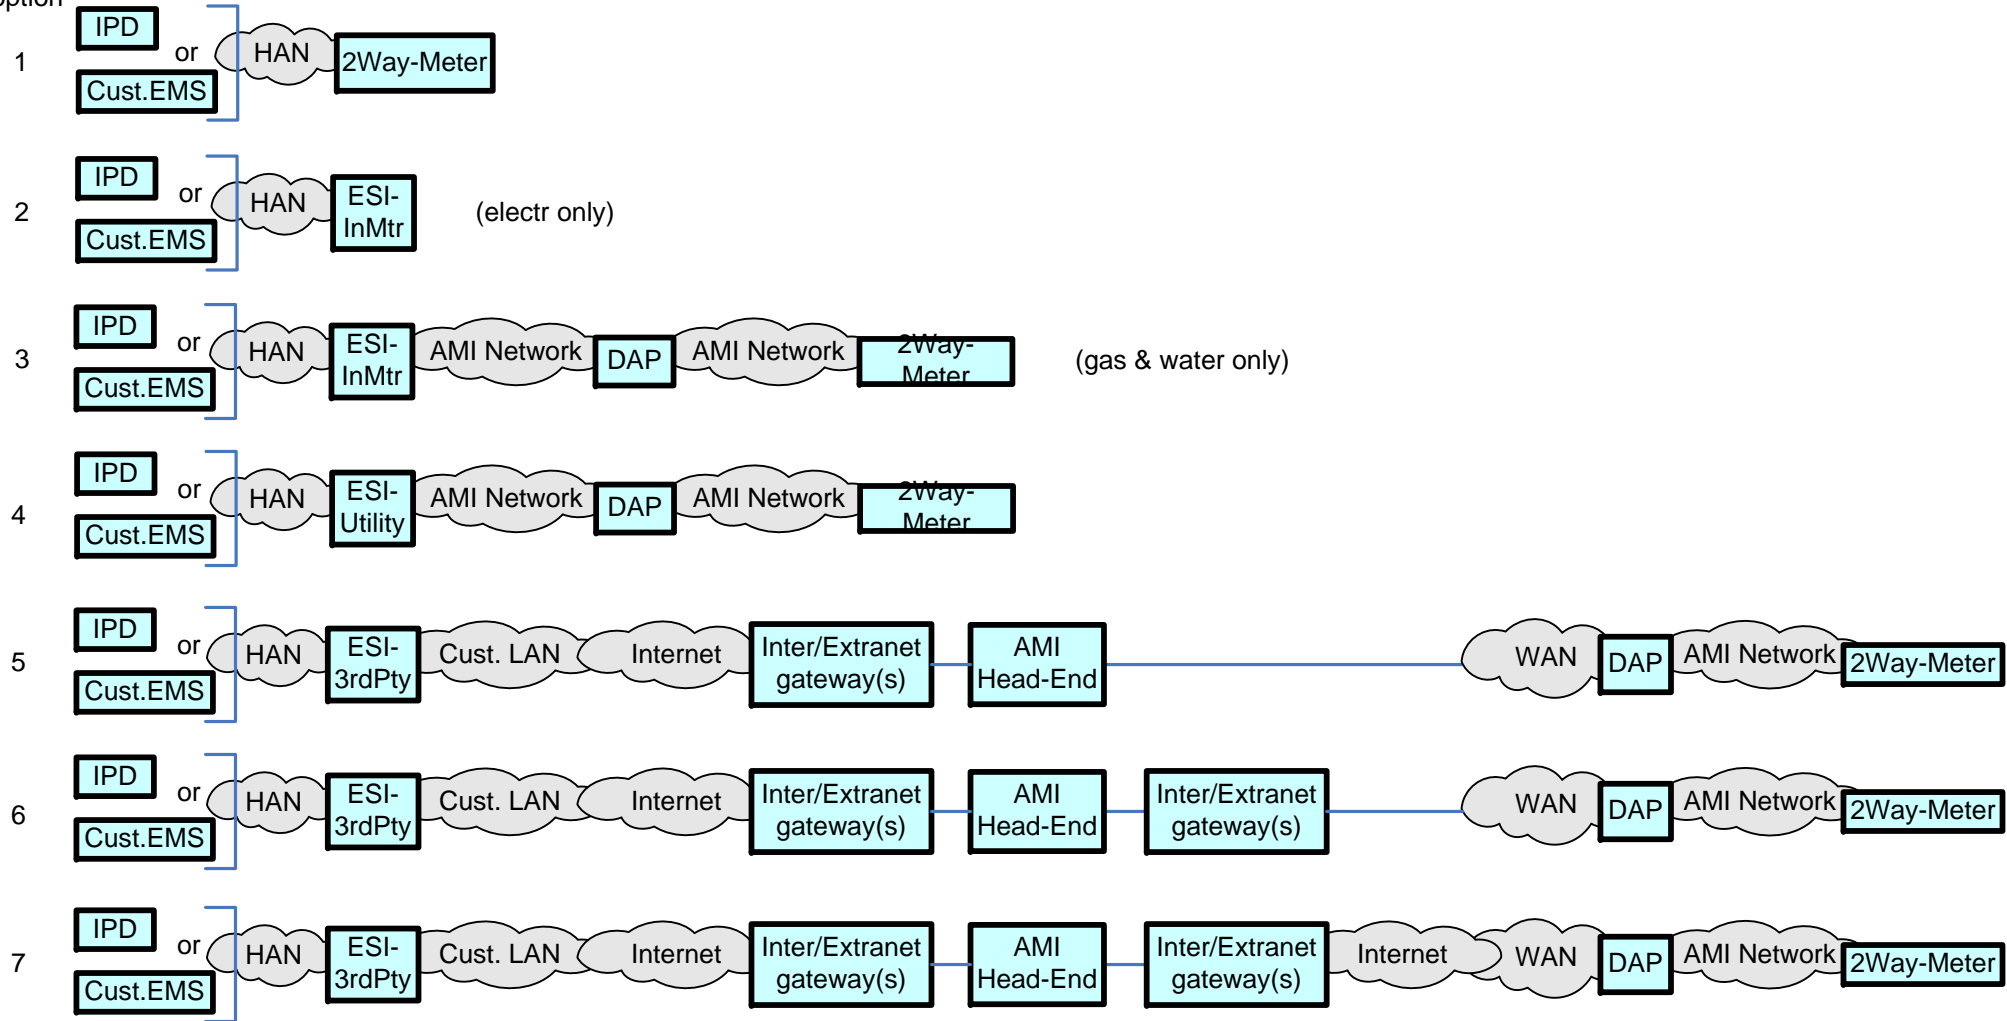 option
IPD
1
or
HAN
2Way-Meter
Cust.EMS
IPD
2
or
HAN
ESI-
InMtr
(electr only)
Cust.EMS
IPD
3
or
HAN
ESI-
InMtr
AMI Network
DAP
AMI Network
2Way-
Meter
(gas & water only)
Cust.EMS
IPD
4
or
HAN
ESI-
Utility
AMI Network
DAP
AMI Network
2Way-
Meter
Cust.EMS
IPD
5
or
HAN
ESI-
3rdPty
Cust. LAN
Internet
Inter/Extranet
gateway(s)
AMI
Head-End
WAN
DAP
AMI Network
2Way-Meter
Cust.EMS
IPD
6
or
HAN
ESI-
3rdPty
Cust. LAN
Internet
Inter/Extranet
gateway(s)
AMI
Head-End
Inter/Extranet
gateway(s)
WAN
DAP
AMI Network
2Way-Meter
Cust.EMS
IPD
7
or
HAN
ESI-
3rdPty
Cust. LAN
Internet
Inter/Extranet
gateway(s)
AMI
Head-End
Inter/Extranet
gateway(s)
Internet
WAN
DAP
AMI Network
2Way-Meter
Cust.EMS